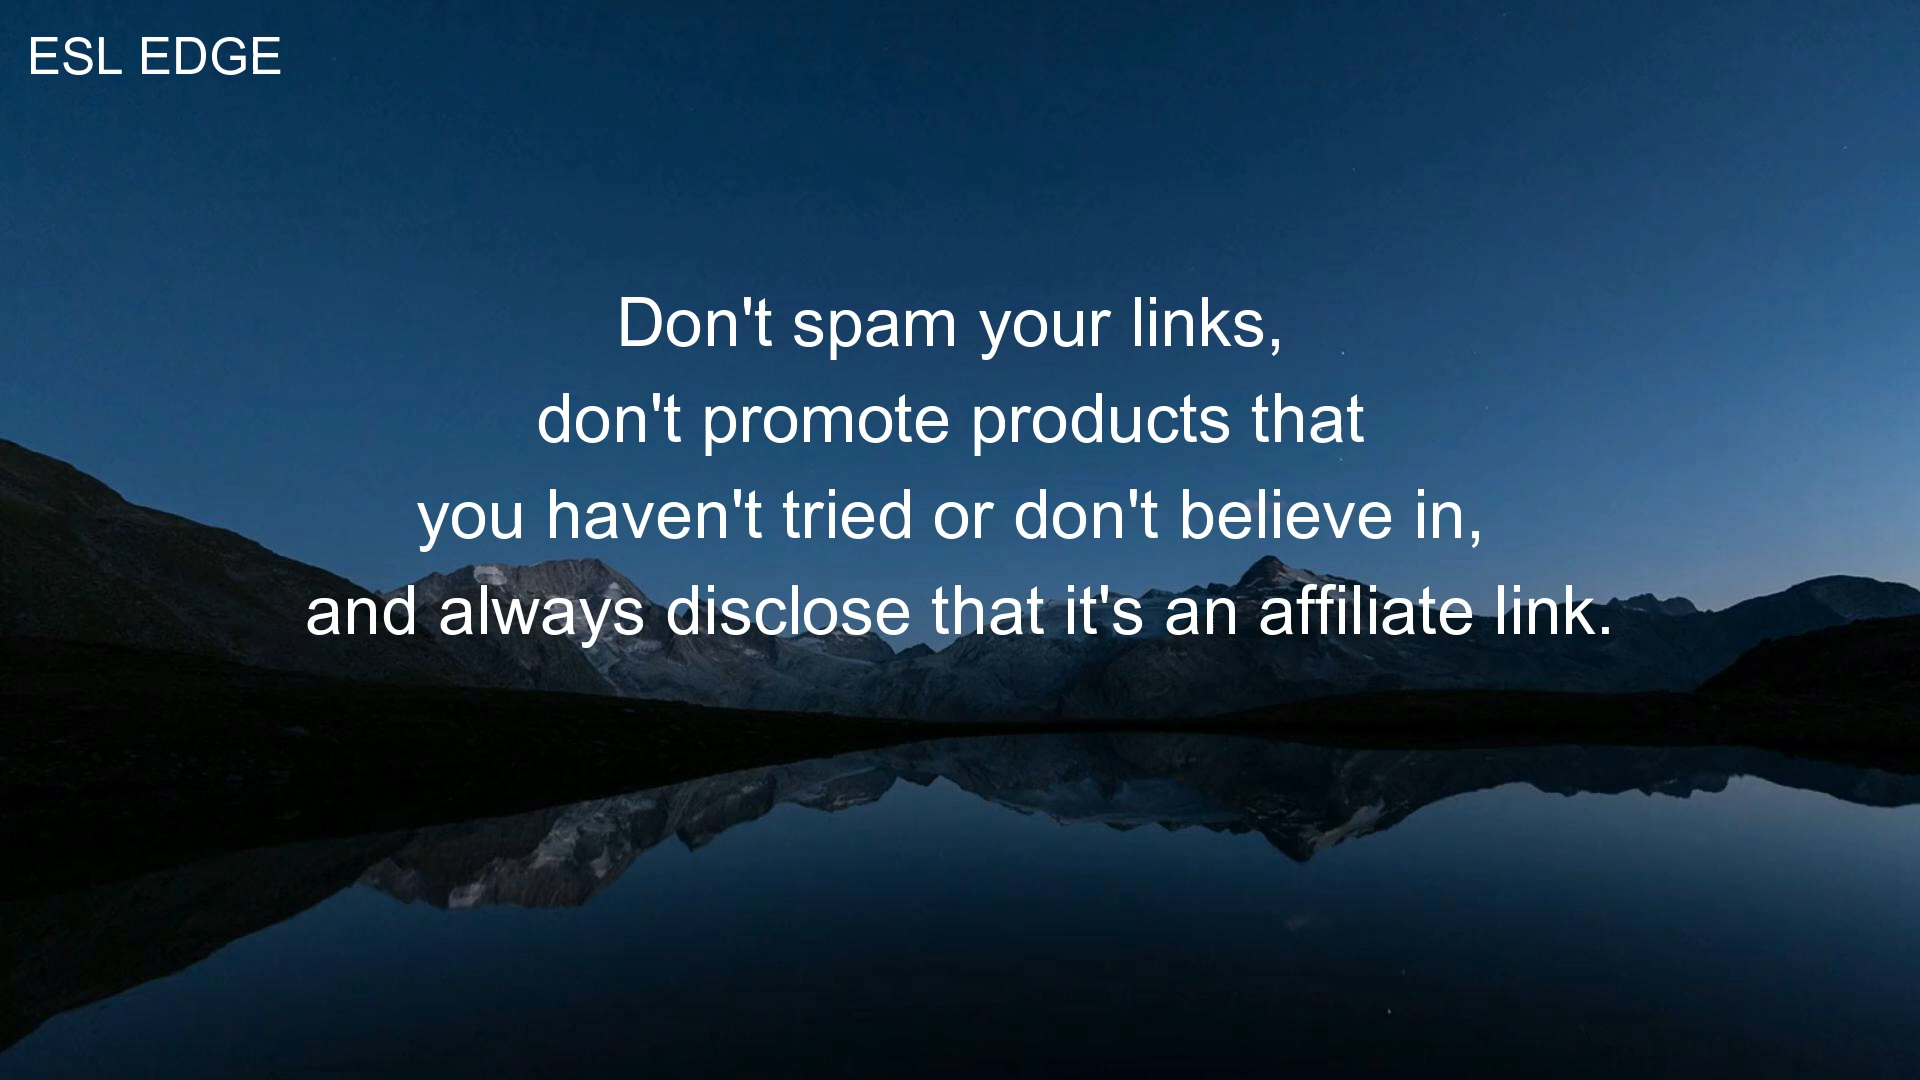 ESL EDGE
Don't spam your links,
don't promote products that
you haven't tried or don't believe in,
and always disclose that it's an affiliate link.